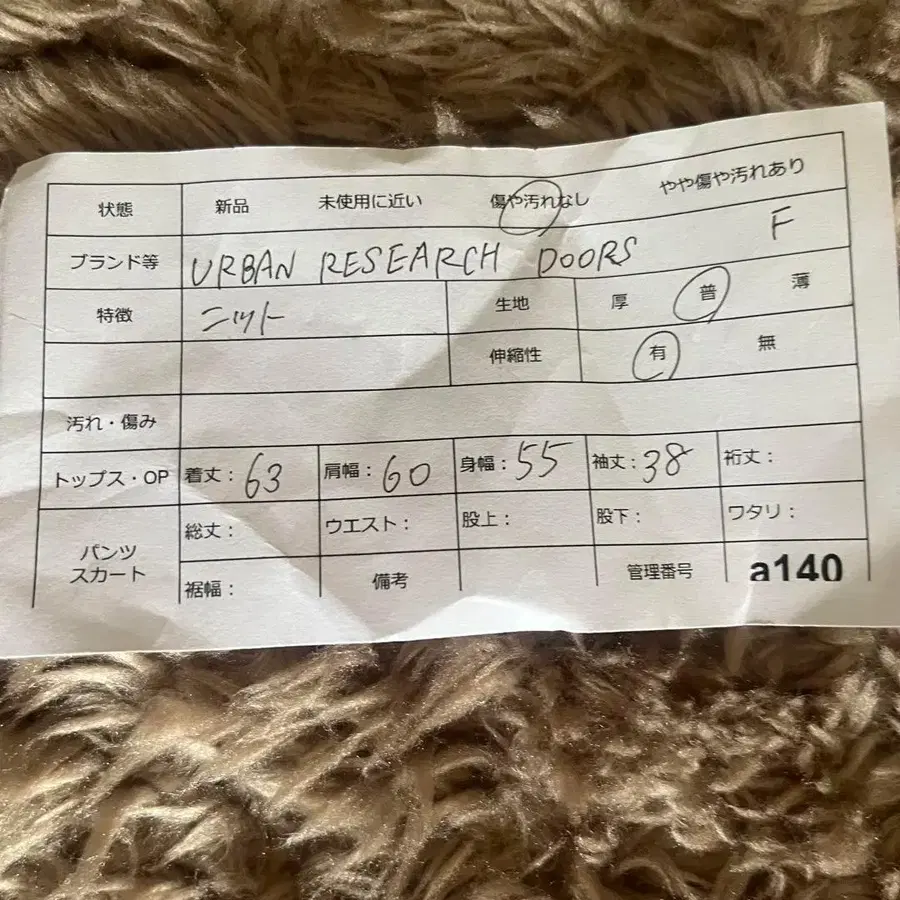 状態 新品 未使用に近い 傷や汚れなし やや傷や汚れあり
ブランド等 URBAN RESEARCH DOORS F
特徴 ニット 生地 厚 普 薄
伸縮性 有 無
汚れ・傷み
トップス・OP 着丈：63 肩幅：60 身幅：55 袖丈：38 裄丈：
パンツ スカート 総丈： ウエスト： 股上： 股下： ワタリ：
裾幅： 備考 管理番号 a140